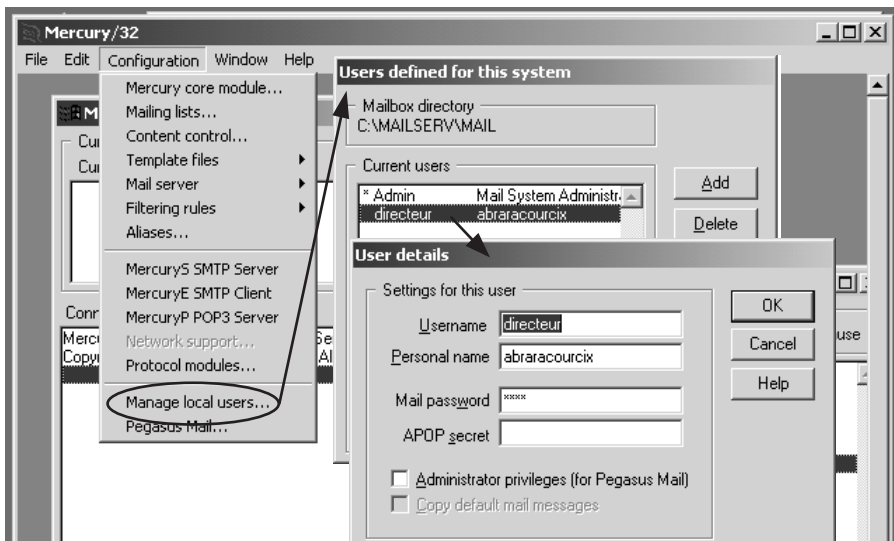 Mercury/32
File Edit Configuration Window Help
Mercury core module...
Mailing lists...
Content control...
Template files
Mail server
Filtering rules
Aliases...
MercuryS SMTP Server
MercuryE SMTP Client
MercuryP POP3 Server
Network support...
Protocol modules...
Manage local users...
Pegasus Mail...
Users defined for this system
Mailbox directory
C:\MAILSERV\MAIL
Current users
* Admin Mail System Administr
directeur abraracourcix
Add
Delete
User details
Settings for this user
Username directeur
Personal name abraracourcix
Mail password ****
APOP secret
Administrator privileges (for Pegasus Mail)
Copy default mail messages
OK
Cancel
Help